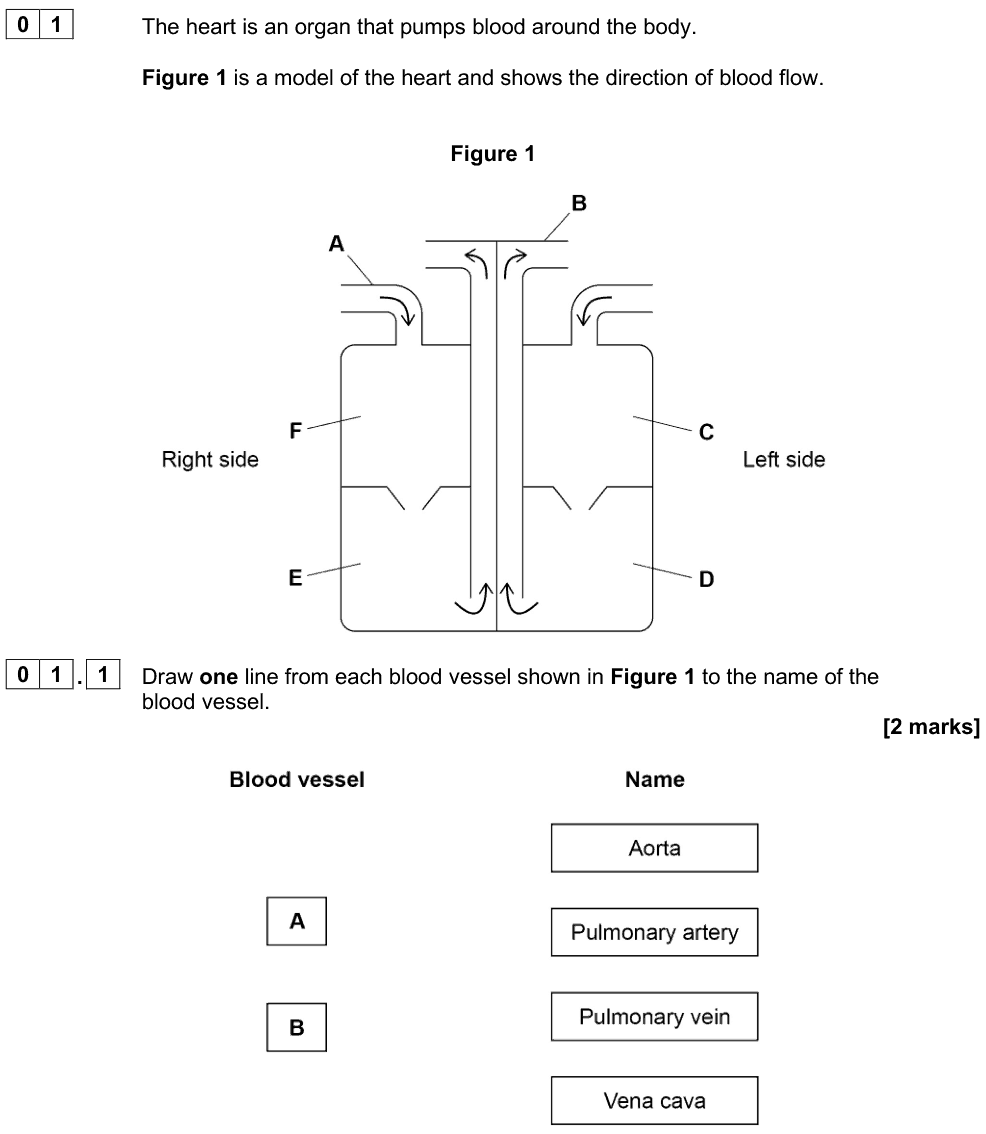 0 1 The heart is an organ that pumps blood around the body.
Figure 1 is a model of the heart and shows the direction of blood flow.
Figure 1
B
A
F
C
Right side
Left side
E
D
0 1 . 1 Draw one line from each blood vessel shown in Figure 1 to the name of the
blood vessel.
[2 marks]
Blood vessel Name
Aorta
A
Pulmonary artery
Pulmonary vein
B
Vena cava